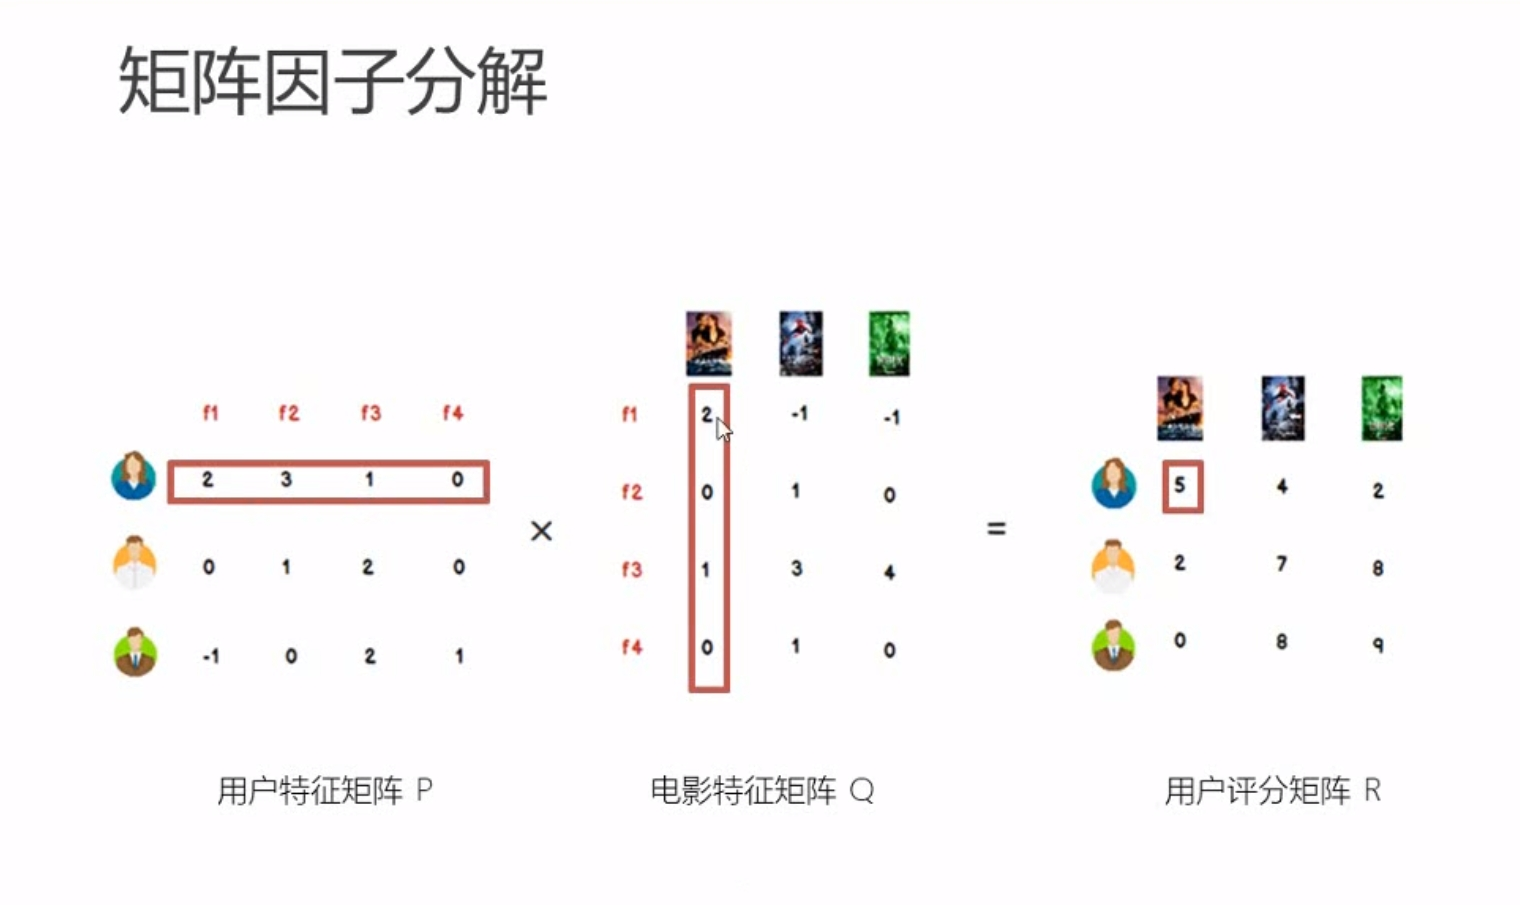 矩阵因子分解
f1 f2 f3 f4
2 3 1 0
0 1 2 0
-1 0 2 1
×
f1 2 -1 -1
f2 0 1 0
f3 1 3 4
f4 0 1 0
=
5 4 2
2 7 8
0 8 9
用户特征矩阵 P
电影特征矩阵 Q
用户评分矩阵 R